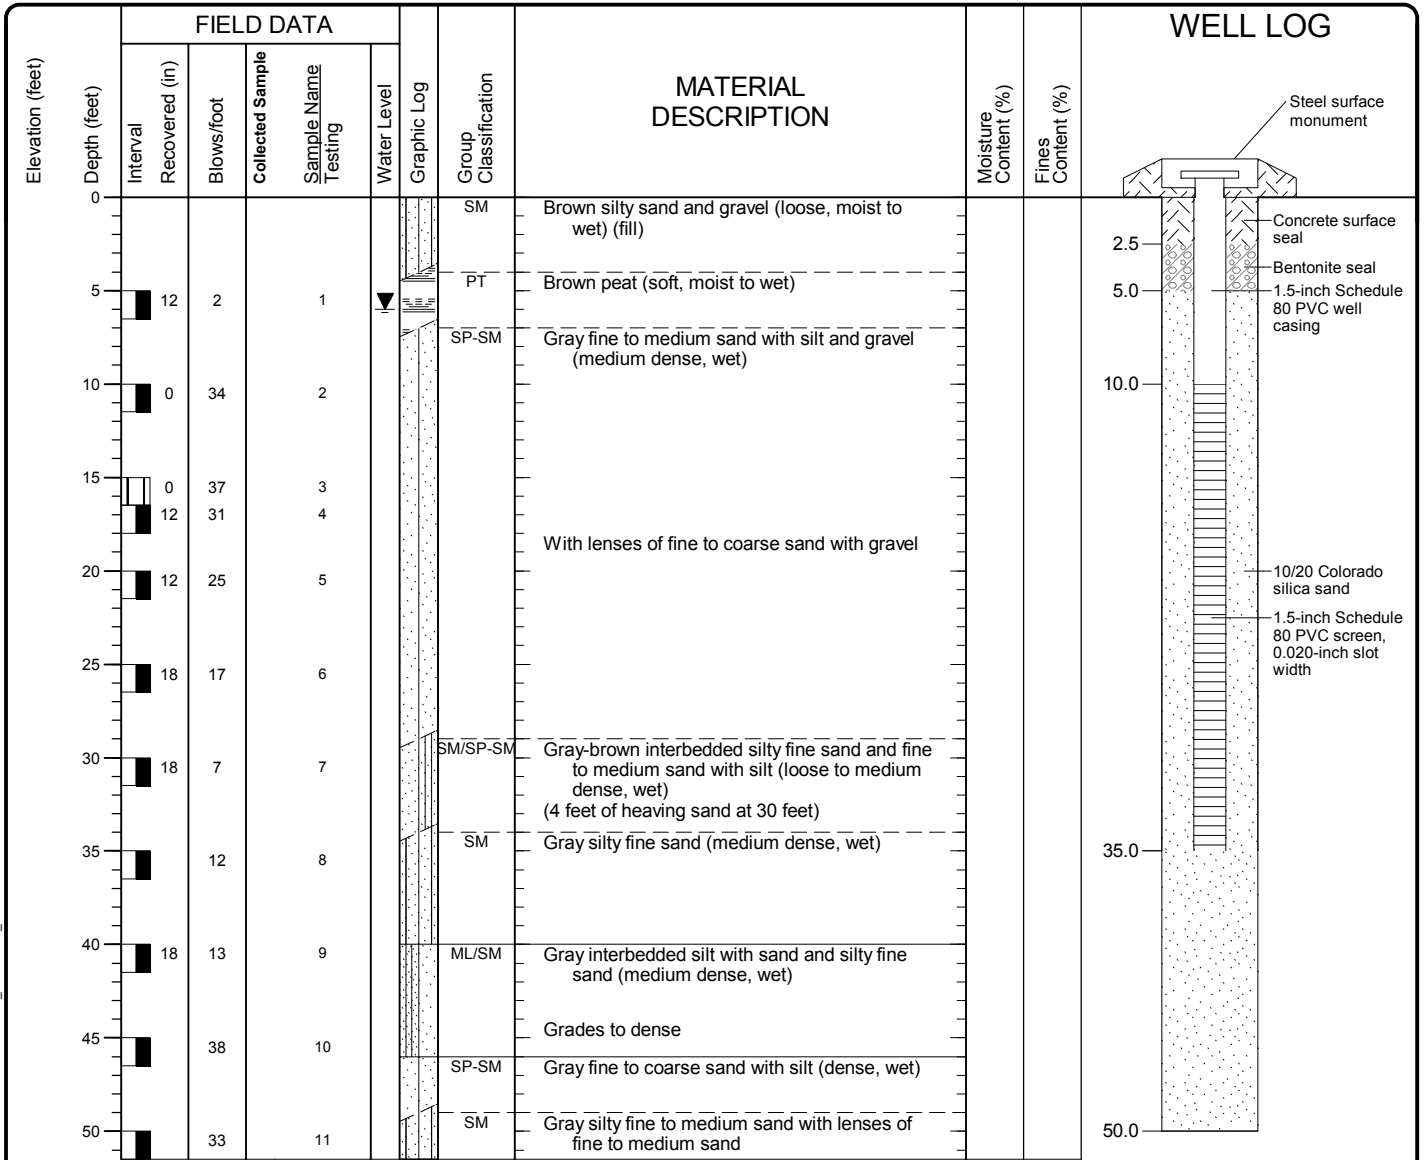 FIELD DATA
WELL LOG
Elevation (feet)
Depth (feet)
Interval
Recovered (in)
Blows/foot
Collected Sample
Sample Name
Testing
Water Level
Graphic Log
Group
Classification
MATERIAL
DESCRIPTION
Moisture
Content (%)
Fines
Content (%)
Steel surface
monument
0
SM
Brown silty sand and gravel (loose, moist to
wet) (fill)
Concrete surface
seal
2.5
Bentonite seal
PT
Brown peat (soft, moist to wet)
5
12
2
1
5.0
1.5-inch Schedule
80 PVC well
casing
SP-SM
Gray fine to medium sand with silt and gravel
(medium dense, wet)
10
0
34
2
10.0
15
0
37
3
12
31
4
With lenses of fine to coarse sand with gravel
20
12
25
5
10/20 Colorado
silica sand
1.5-inch Schedule
80 PVC screen,
0.020-inch slot
width
25
18
17
6
SM/SP-SM
Gray-brown interbedded silty fine sand and fine
to medium sand with silt (loose to medium
dense, wet)
(4 feet of heaving sand at 30 feet)
30
18
7
7
SM
Gray silty fine sand (medium dense, wet)
35
12
8
35.0
40
18
13
9
ML/SM
Gray interbedded silt with sand and silty fine
sand (medium dense, wet)
Grades to dense
45
38
10
SP-SM
Gray fine to coarse sand with silt (dense, wet)
SM
Gray silty fine to medium sand with lenses of
fine to medium sand
50
33
11
50.0